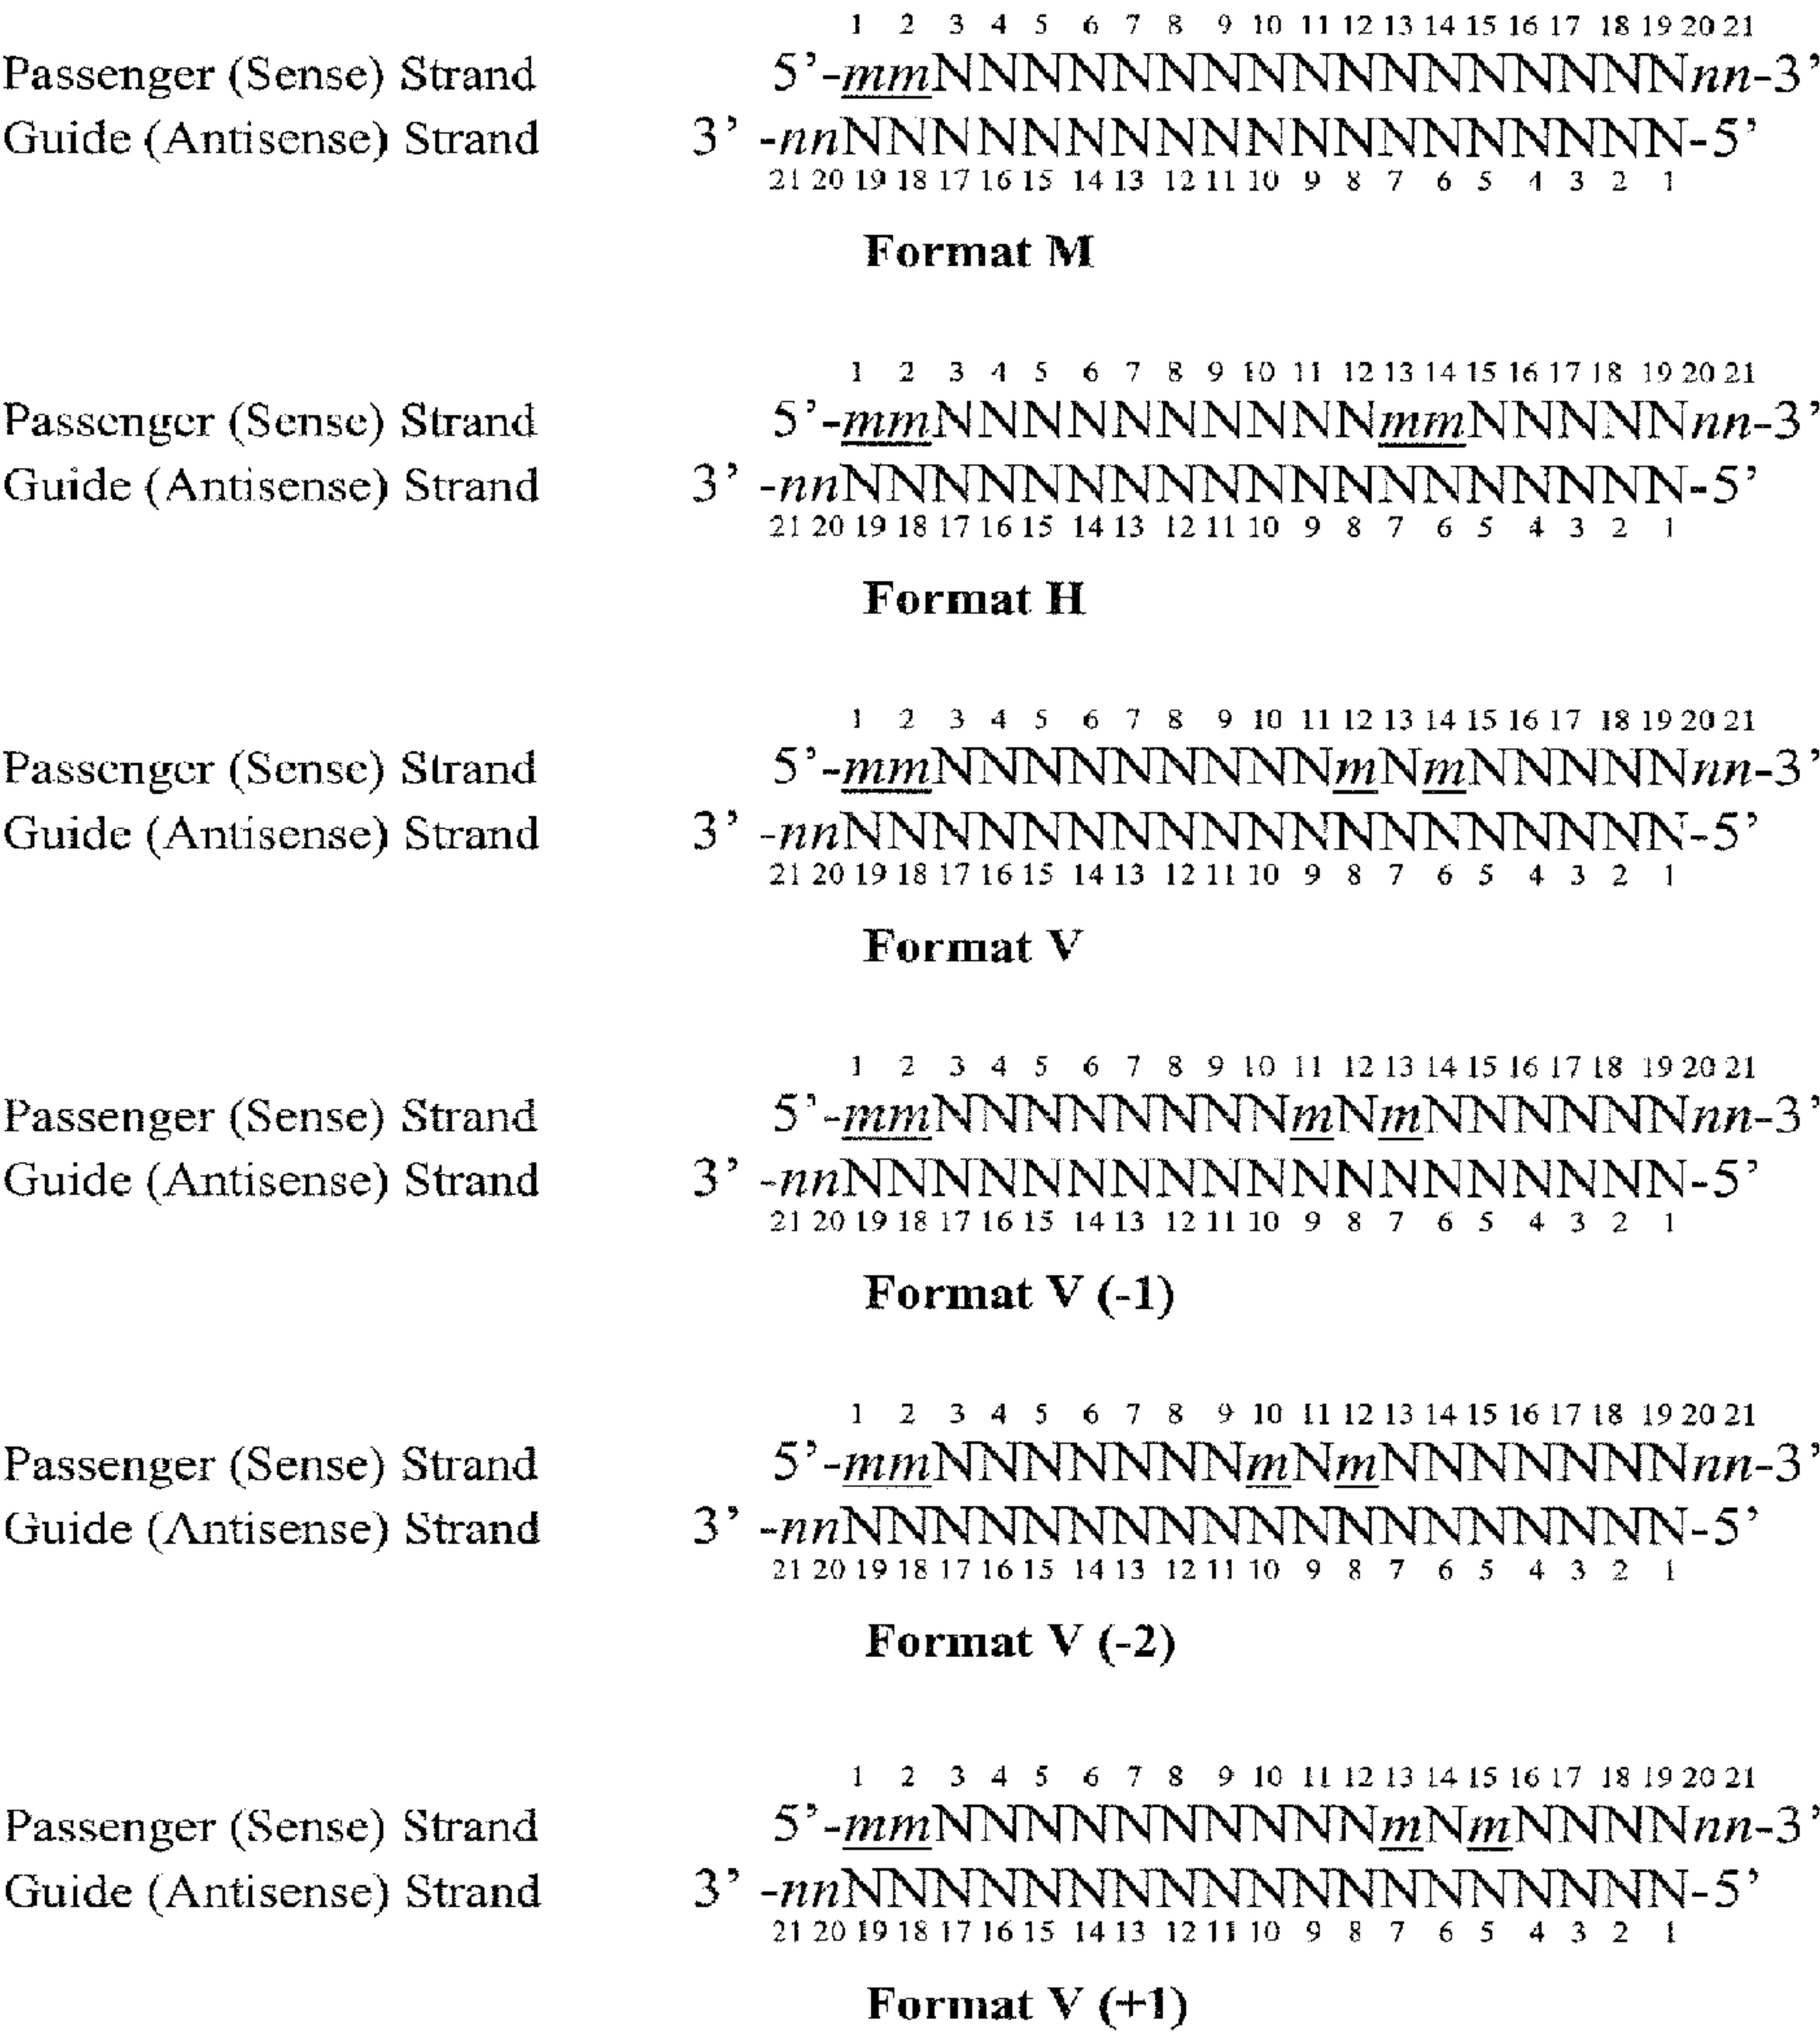 1 2 3 4 5 6 7 8 9 10 11 12 13 14 15 16 17 18 19 20 21
Passenger (Sense) Strand 5’-mmNNNNNNNNNNNNNNNNNnn-3’
Guide (Antisense) Strand 3’ -nnNNNNNNNNNNNNNNNNNNN-5’
21 20 19 18 17 16 15 14 13 12 11 10 9 8 7 6 5 4 3 2 1
Format M
1 2 3 4 5 6 7 8 9 10 11 12 13 14 15 16 17 18 19 20 21
Passenger (Sense) Strand 5’-mmNNNNNNNNNNmmNNNNNnn-3’
Guide (Antisense) Strand 3’ -nnNNNNNNNNNNNNNNNNNNN-5’
21 20 19 18 17 16 15 14 13 12 11 10 9 8 7 6 5 4 3 2 1
Format H
1 2 3 4 5 6 7 8 9 10 11 12 13 14 15 16 17 18 19 20 21
Passenger (Sense) Strand 5’-mmNNNNNNNNNmNmNNNNNnn-3’
Guide (Antisense) Strand 3’ -nnNNNNNNNNNNNNNNNNNNN-5’
21 20 19 18 17 16 15 14 13 12 11 10 9 8 7 6 5 4 3 2 1
Format V
1 2 3 4 5 6 7 8 9 10 11 12 13 14 15 16 17 18 19 20 21
Passenger (Sense) Strand 5’-mmNNNNNNNNmNmNNNNNNnn-3’
Guide (Antisense) Strand 3’ -nnNNNNNNNNNNNNNNNNNNN-5’
21 20 19 18 17 16 15 14 13 12 11 10 9 8 7 6 5 4 3 2 1
Format V (-1)
1 2 3 4 5 6 7 8 9 10 11 12 13 14 15 16 17 18 19 20 21
Passenger (Sense) Strand 5’-mmNNNNNNNmNmNNNNNNNnn-3’
Guide (Antisense) Strand 3’ -nnNNNNNNNNNNNNNNNNNNN-5’
21 20 19 18 17 16 15 14 13 12 11 10 9 8 7 6 5 4 3 2 1
Format V (-2)
1 2 3 4 5 6 7 8 9 10 11 12 13 14 15 16 17 18 19 20 21
Passenger (Sense) Strand 5’-mmNNNNNNNNNNmNmNNNNnn-3’
Guide (Antisense) Strand 3’ -nnNNNNNNNNNNNNNNNNNNN-5’
21 20 19 18 17 16 15 14 13 12 11 10 9 8 7 6 5 4 3 2 1
Format V (+1)